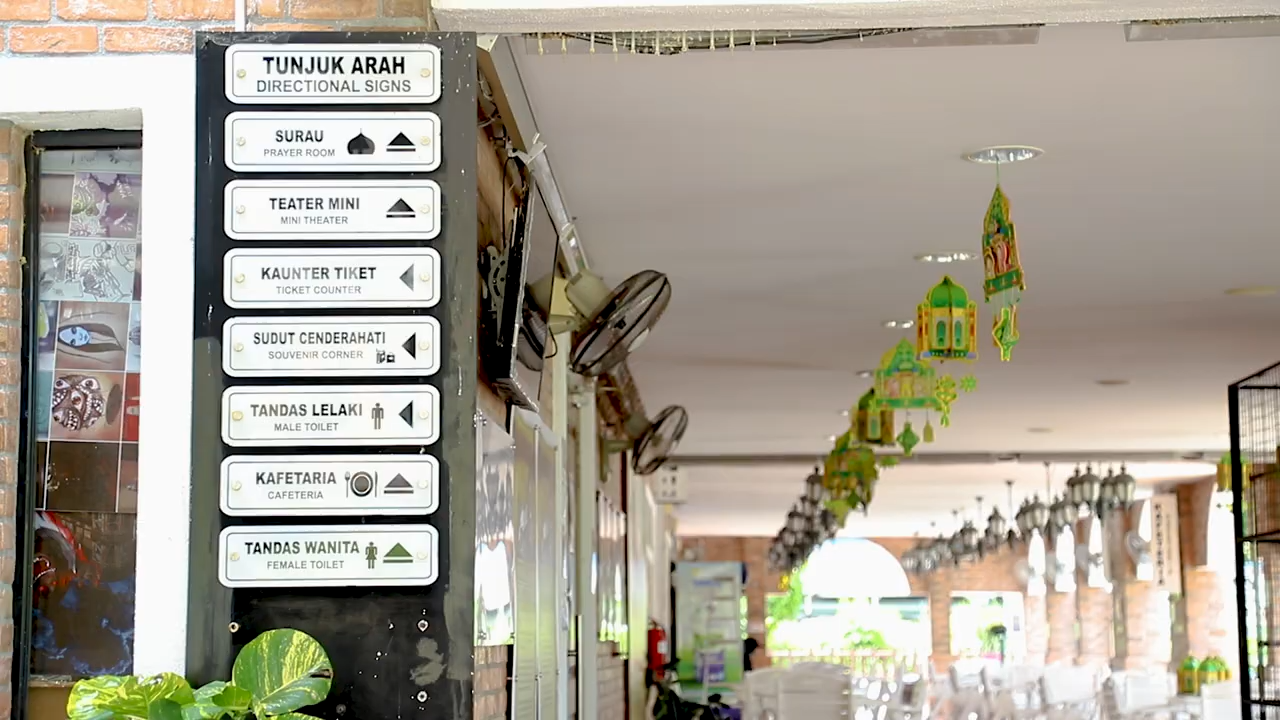 TUNJUK ARAH
DIRECTIONAL SIGNS
SURAU
PRAYER ROOM
TEATER MINI
MINI THEATER
KAUNTER TIKET
TICKET COUNTER
SUDUT CENDERAHATI
SOUVENIR CORNER
TANDAS LELAKI
MALE TOILET
KAFETARIA
CAFETERIA
TANDAS WANITA
FEMALE TOILET